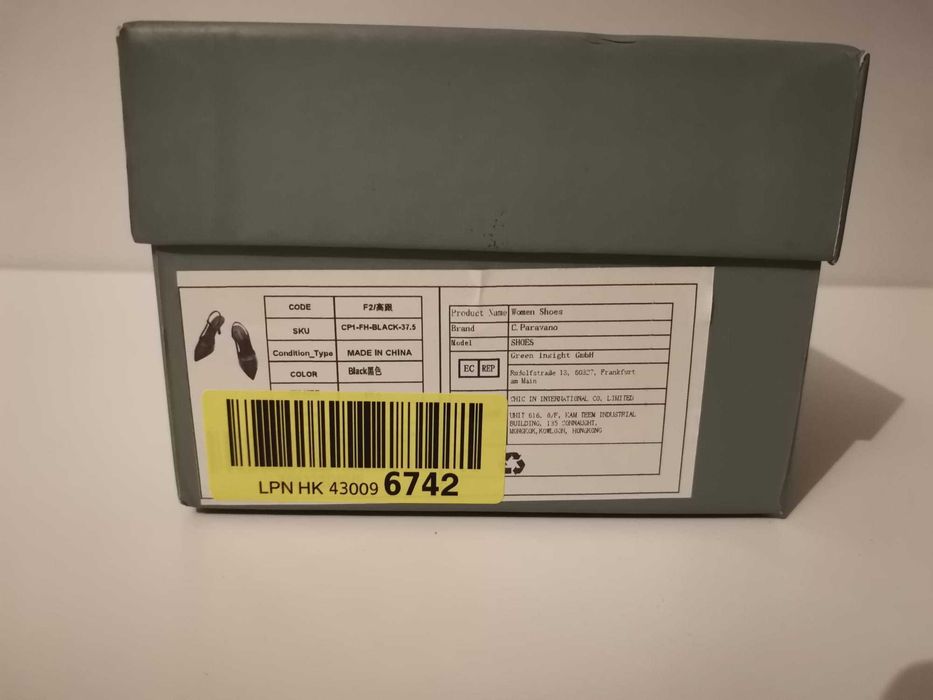 CODE F2/高跟
SKU CP1-FH-BLACK-37.5
Condition_Type MADE IN CHINA
COLOR Black黑色
LPN HK 43009 6742
Product Name Women Shoes
Brand C.Paravano
Model SHOES
EC REP
Green Insight GmbH
Rudolfstraße 13, 60327, Frankfurt
am Main
CHIC IN INTERNATIONAL CO. LIMITED
UNIT 616, 6/F, KAM TEEM INDUSTRIAL
BUILDING, 135 CONNAUGHT,
MONGKOK,KOWLOON, HONGKONG